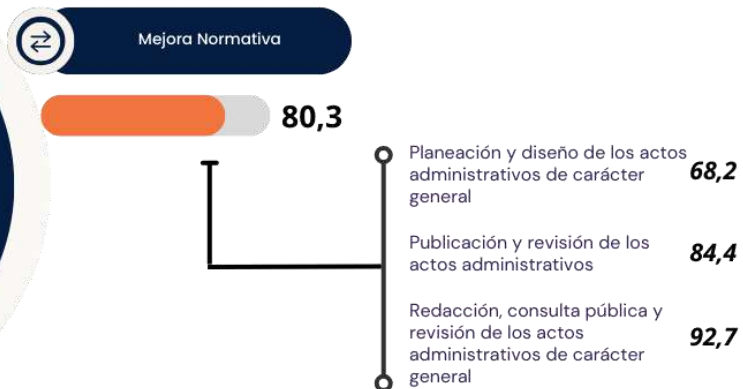 Mejora Normativa
80,3
Planeación y diseño de los actos
administrativos de carácter
general
68,2
Publicación y revisión de los
actos administrativos
84,4
Redacción, consulta pública y
revisión de los actos
administrativos de carácter
general
92,7